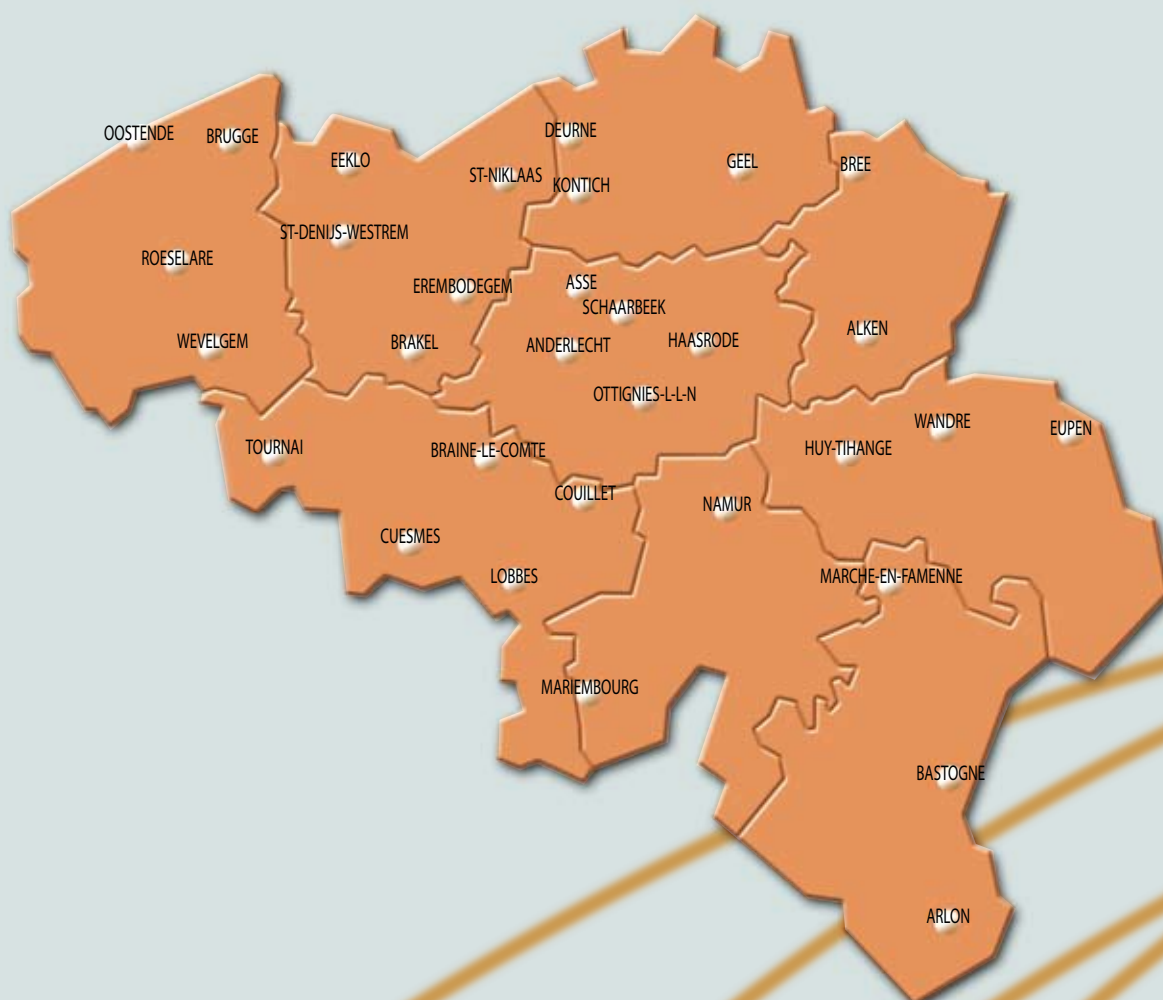 OOSTENDE
BRUGGE
DEURNE
EEKLO
ST-NIKLAAS
KONTICH
GEEL
BREE
ST-DENIJS-WESTREM
ROESELARE
EREMBODEGEM
ASSE
SCHAARBEEK
WEVELGEM
BRAKEL
ANDERLECHT
HAASRODE
ALKEN
OTTIGNIES-L-L-N
TOURNAI
BRAINE-LE-COMTE
HUY-TIHANGE
WANDRE
EUPEN
COUILLET
NAMUR
CUESMES
LOBBES
MARCHE-EN-FAMENNE
MARIEMBOURG
BASTOGNE
ARLON